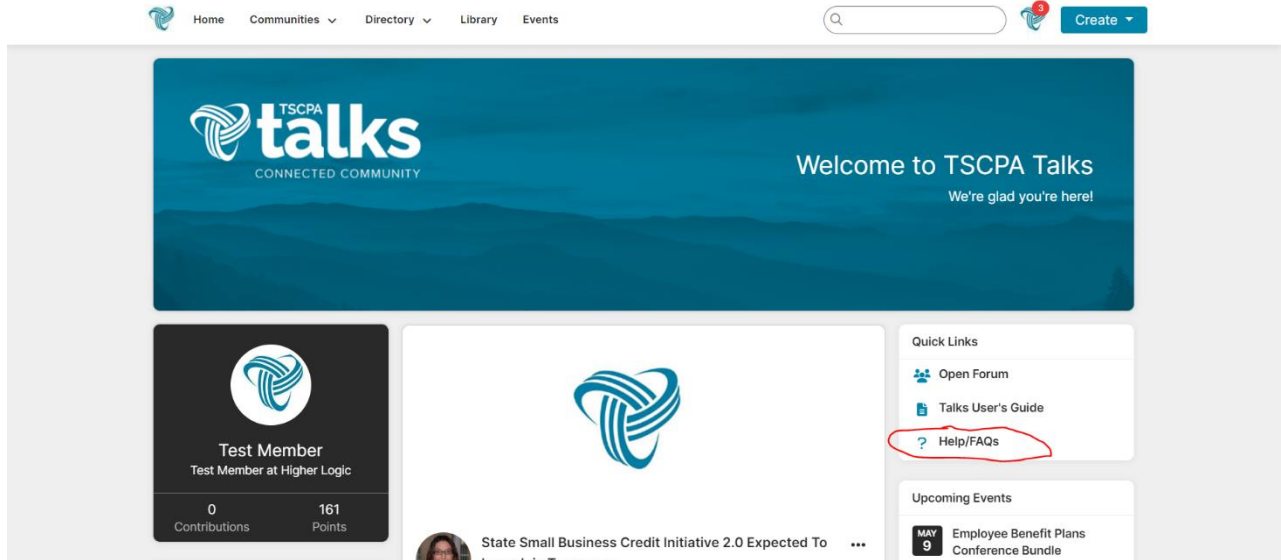 Home Communities Directory Library Events
3
Create
TSCPA
talks
CONNECTED COMMUNITY
Welcome to TSCPA Talks
We're glad you're here!
Test Member
Test Member at Higher Logic
0 161
Contributions Points
State Small Business Credit Initiative 2.0 Expected To
Quick Links
Open Forum
Talks User's Guide
? Help/FAQs
Upcoming Events
MAY
9
Employee Benefit Plans
Conference Bundle